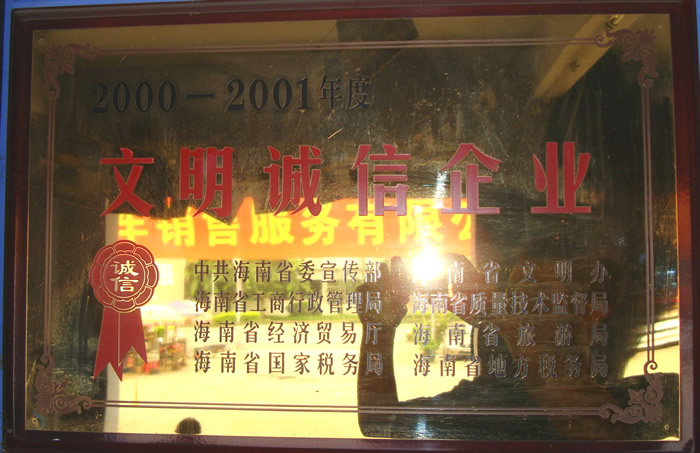 2000－2001年度
文明诚信企业
车销售服务有限公
诚信
中共海南省委宣传部 海南省文明办
海南省工商行政管理局 海南省质量技术监督局
海南省经济贸易厅 海南省旅游局
海南省国家税务局 海南省地方税务局